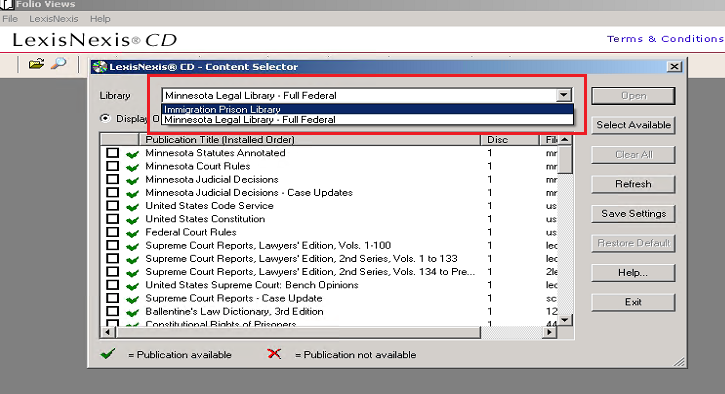 Folio Views
File LexisNexis Help
LexisNexis® CD
Terms & Conditions
LexisNexis® CD - Content Selector
Library
Minnesota Legal Library - Full Federal
Open
Immigration Prison Library
Minnesota Legal Library - Full Federal
Display O
Select Available
Publication Title (Installed Order) Disc File
Minnesota Statutes Annotated 1 mr
Minnesota Court Rules 1 mr
Minnesota Judicial Decisions 1 mr
Minnesota Judicial Decisions - Case Updates 1 mr
United States Code Service 1 us
United States Constitution 1 us
Federal Court Rules 1 us
Supreme Court Reports, Lawyers' Edition, Vols. 1-100 1 lec
Supreme Court Reports, Lawyers' Edition, 2nd Series, Vols. 1 to 133 1 lec
Supreme Court Reports, Lawyers' Edition, 2nd Series, Vols. 134 to Pre... 1 2le
United States Supreme Court: Bench Opinions 1 lec
Supreme Court Reports - Case Update 1 sc
Ballentine's Law Dictionary, 3rd Edition 1 12
Constitutional Rights of Prisoners 1 44
Clear All
Refresh
Save Settings
Restore Default
Help...
Exit
= Publication available
= Publication not available